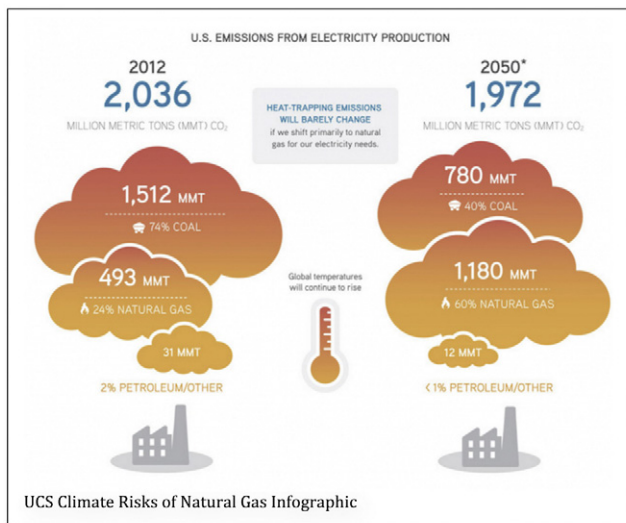 U.S. EMISSIONS FROM ELECTRICITY PRODUCTION
2012
2,036
MILLION METRIC TONS (MMT) CO₂
HEAT-TRAPPING EMISSIONS
WILL BARELY CHANGE
if we shift primarily to natural
gas for our electricity needs.
2050*
1,972
MILLION METRIC TONS (MMT) CO₂
1,512 MMT
74% COAL
493 MMT
24% NATURAL GAS
31 MMT
2% PETROLEUM/OTHER
Global temperatures
will continue to rise
780 MMT
40% COAL
1,180 MMT
60% NATURAL GAS
12 MMT
<1% PETROLEUM/OTHER
UCS Climate Risks of Natural Gas Infographic